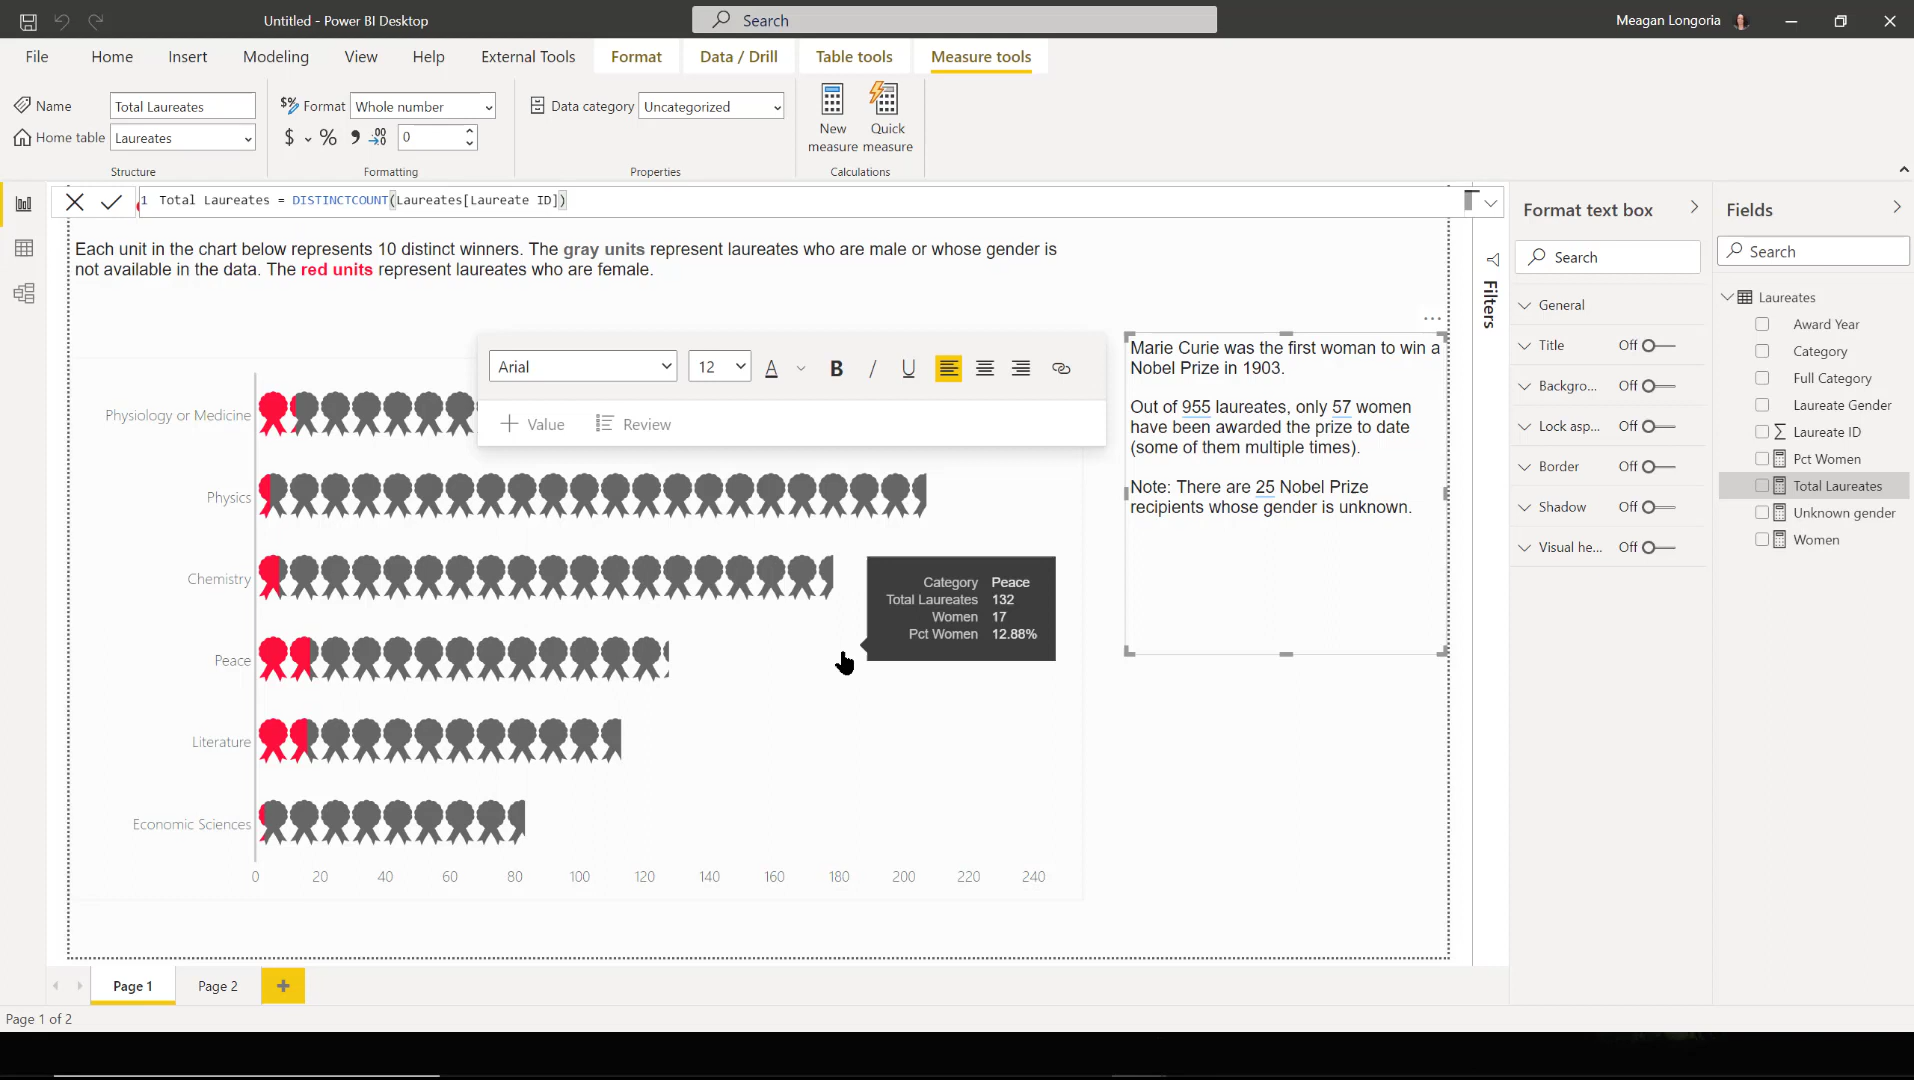 Untitled - Power BI Desktop
Search
Meagan Longoria
File
Home
Insert
Modeling
View
Help
External Tools
Format
Data / Drill
Table tools
Measure tools
Name
Total Laureates
Home table
Laureates
Structure
Format
Whole number
$ % 9 .00
0
Formatting
Data category
Uncategorized
Properties
New measure
Quick measure
Calculations
1 Total Laureates = DISTINCTCOUNT(Laureates[Laureate ID])
Each unit in the chart below represents 10 distinct winners. The gray units represent laureates who are male or whose gender is
not available in the data. The red units represent laureates who are female.
Arial
12
A
B
/
U
Value
Review
Marie Curie was the first woman to win a
Nobel Prize in 1903.
Out of 955 laureates, only 57 women
have been awarded the prize to date
(some of them multiple times).
Note: There are 25 Nobel Prize
recipients whose gender is unknown.
Physiology or Medicine
Physics
Chemistry
Peace
Literature
Economic Sciences
0 20 40 60 80 100 120 140 160 180 200 220 240
Category Peace
Total Laureates 132
Women 17
Pct Women 12.88%
Filters
Format text box
Search
General
Title Off
Backgro... Off
Lock asp... Off
Border Off
Shadow Off
Visual he... Off
Fields
Search
Laureates
Award Year
Category
Full Category
Laureate Gender
Laureate ID
Pct Women
Total Laureates
Unknown gender
Women
Page 1
Page 2
Page 1 of 2